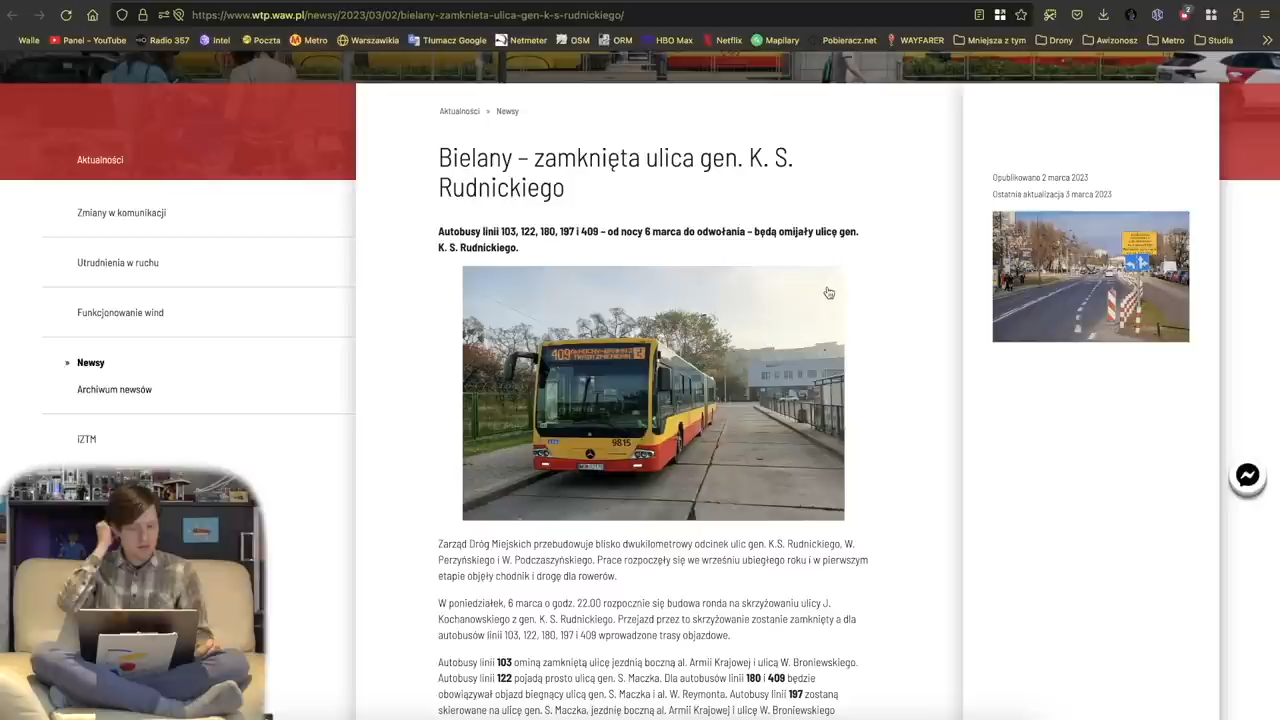 https://www.wtp.waw.pl/newsy/2023/03/02/bielany-zamknieta-ulica-gen-k-s-rudnickiego/
2
Walle Panel - YouTube Radio 357 Intel Poczta Metro Warszawikia Tłumacz Google Netmeter OSM ORM HBO Max Netflix Mapilary Pobieracz.net WAYFARER Mniejsza z tym Drony Awizonosz Metro Studia
Aktualności » Newsy
Bielany – zamknięta ulica gen. K. S.
Rudnickiego
Aktualności
Zmiany w komunikacji
Utrudnienia w ruchu
Funkcjonowanie wind
» Newsy
Archiwum newsów
iZTM
Opublikowano 2 marca 2023
Ostatnia aktualizacja 3 marca 2023
Autobusy linii 103, 122, 180, 197 i 409 – od nocy 6 marca do odwołania – będą omijały ulicę gen.
K. S. Rudnickiego.
409
9815
Zarząd Dróg Miejskich przebudowuje blisko dwukilometrowy odcinek ulic gen. K.S. Rudnickiego, W.
Perzyńskiego i W. Podczaszyńskiego. Prace rozpoczęły się we wrześniu ubiegłego roku i w pierwszym
etapie objęły chodnik i drogę dla rowerów.
W poniedziałek, 6 marca o godz. 22.00 rozpocznie się budowa ronda na skrzyżowaniu ulicy J.
Kochanowskiego z gen. K. S. Rudnickiego. Przejazd przez to skrzyżowanie zostanie zamknięty a dla
autobusów linii 103, 122, 180, 197 i 409 wprowadzone trasy objazdowe.
Autobusy linii 103 ominą zamkniętą ulicę jezdnią boczną al. Armii Krajowej i ulicą W. Broniewskiego.
Autobusy linii 122 pojadą prosto ulicą gen. S. Maczka. Dla autobusów linii 180 i 409 będzie
obowiązywał objazd biegnący ulicą gen. S. Maczka i al. W. Reymonta. Autobusy linii 197 zostaną
skierowane na ulicę gen. S. Maczka, jezdnię boczną al. Armii Krajowej i ulicę W. Broniewskiego